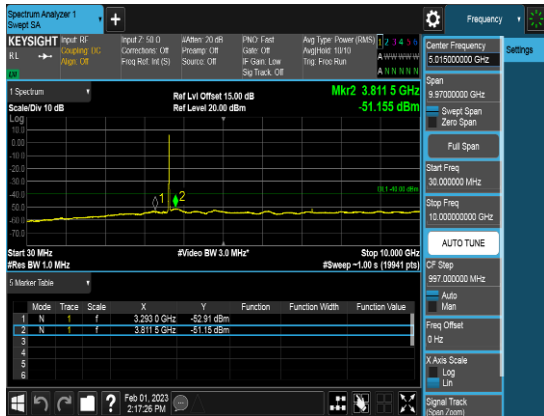 Spectrum Analyzer 1
Swept SA
+
Frequency
KEYSIGHT Input: RF
RL
Coupling: DC
Align: Off
Input Z: 50 Ω
Corrections: Off
Freq Ref: Int (S)
#Atten: 20 dB
Preamp: Off
Source: Off
PNO: Fast
Gate: Off
IF Gain: Low
Sig Track: Off
Avg Type: Power (RMS)
Avg|Hold: 10/10
Trig: Free Run
1 2 3 4 5 6
A W W W W W
A N N N N N
1 Spectrum
Scale/Div 10 dB
Ref Lvl Offset 15.00 dB
Ref Level 20.00 dBm
Mkr2 3.811 5 GHz
-51.155 dBm
Log
10.0
0.00
-10.0
-20.0
-30.0
-40.0
-50.0
-60.0
-70.0
DL1 -40.00 dBm
1
2
Start 30 MHz
#Res BW 1.0 MHz
#Video BW 3.0 MHz*
Stop 10.000 GHz
#Sweep ~1.00 s (19941 pts)
5 Marker Table
Mode Trace Scale X Y Function Function Width Function Value
1 N 1 f 3.293 0 GHz -52.91 dBm
2 N 1 f 3.811 5 GHz -51.15 dBm
3
4
5
6
Feb 01, 2023
2:17:26 PM
Center Frequency
5.015000000 GHz
Settings
Span
9.97000000 GHz
Swept Span
Zero Span
Full Span
Start Freq
30.000000 MHz
Stop Freq
10.000000000 GHz
AUTO TUNE
CF Step
997.000000 MHz
Auto
Man
Freq Offset
0 Hz
X Axis Scale
Log
Lin
Signal Track
(Span Zoom)